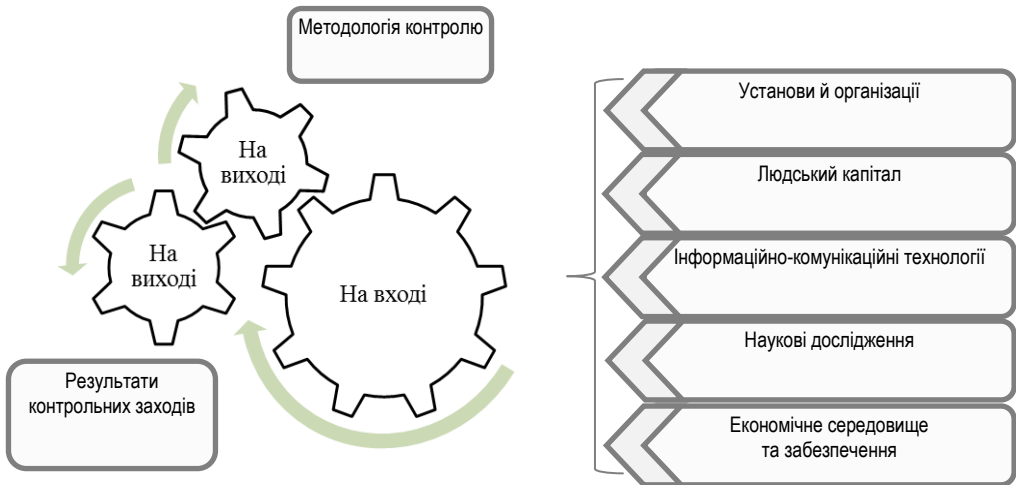 Методологія контролю
На
виході
На
виході
На вході
Результати
контрольних заходів
Установи й організації
Людський капітал
Інформаційно-комунікаційні технології
Наукові дослідження
Економічне середовище
та забезпечення